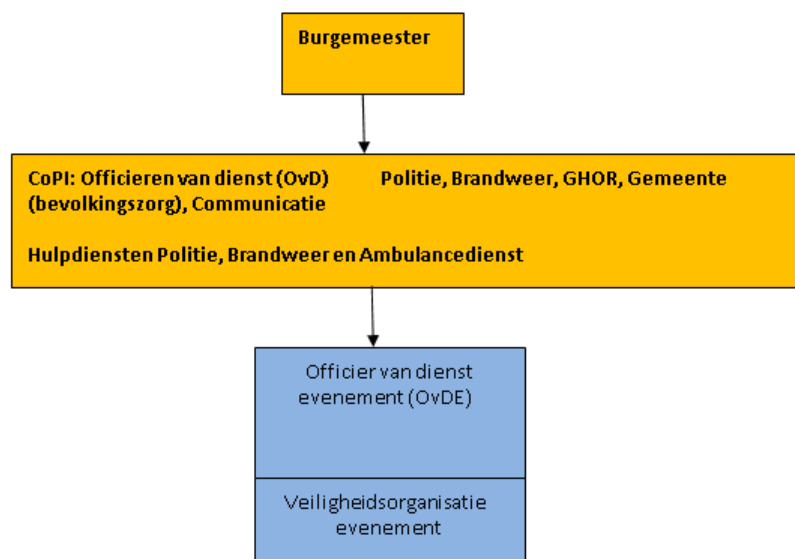 Burgemeester
CoPI: Officieren van dienst (OvD) Politie, Brandweer, GHOR, Gemeente
(bevolkingszorg), Communicatie
Hulpdiensten Politie, Brandweer en Ambulancedienst
Officier van dienst
evenement (OvDE)
Veiligheidsorganisatie
evenement